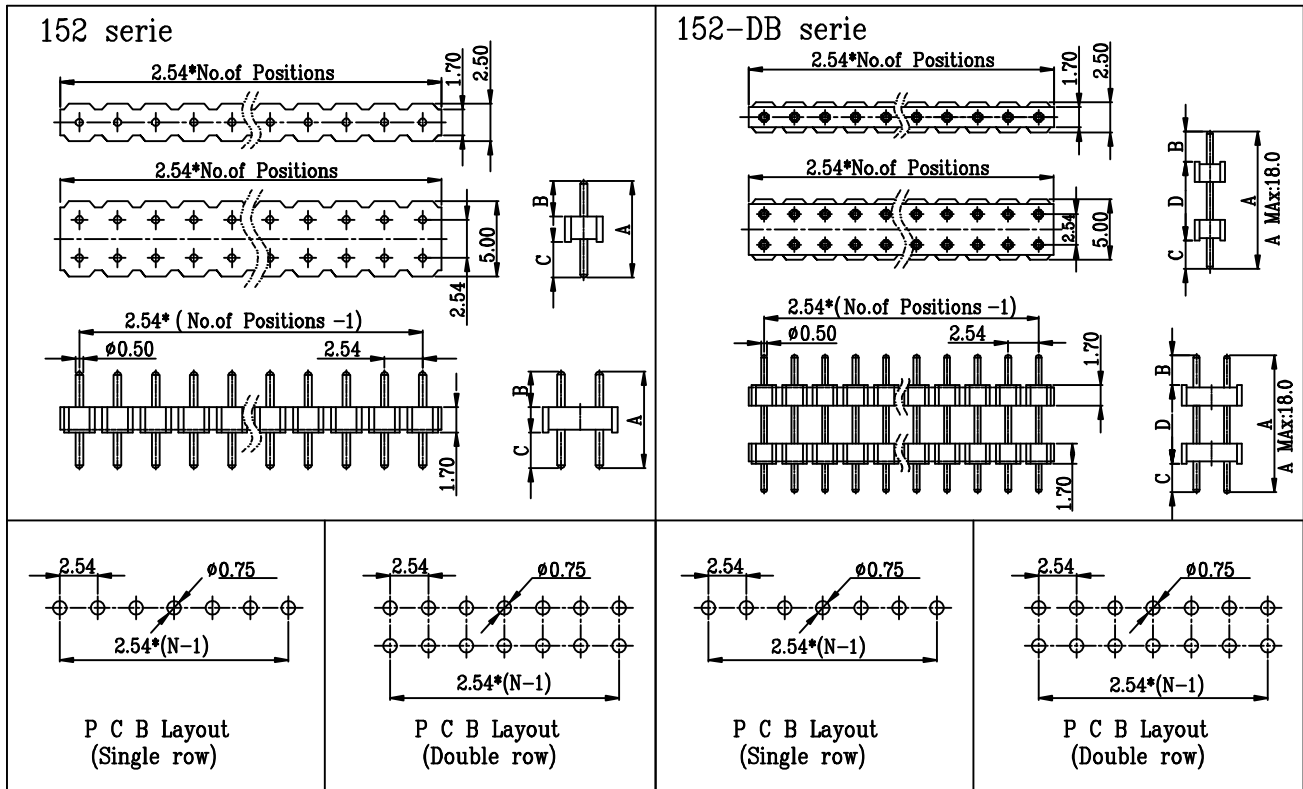 152 serie
2.54*No.of Positions
1.70
2.50
2.54*No.of Positions
5.00
2.54
B
C
A
2.54* ( No.of Positions -1)
ø0.50
2.54
1.70
B
C
A
152-DB serie
2.54*No.of Positions
1.70
2.50
2.54*No.of Positions
2.54
5.00
B
D
C
A
A MAx:18.0
2.54*(No.of Positions -1)
ø0.50
2.54
1.70
1.70
B
D
C
A
A MAx:18.0
2.54
ø0.75
2.54*(N-1)
P C B Layout
(Single row)
2.54
ø0.75
2.54*(N-1)
P C B Layout
(Double row)
2.54
ø0.75
2.54*(N-1)
P C B Layout
(Single row)
2.54
ø0.75
2.54*(N-1)
P C B Layout
(Double row)